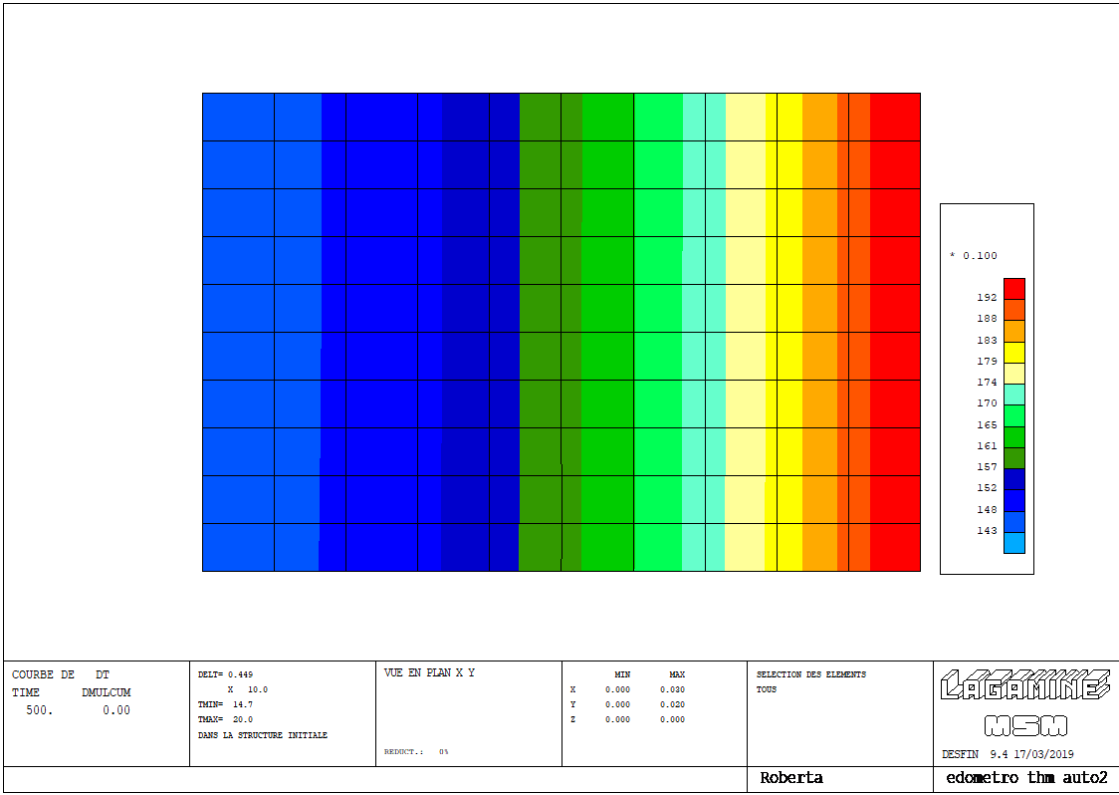 * 0.100
192
188
183
179
174
170
165
161
157
152
148
143
COURBE DE DT
TIME DMULCUM
500. 0.00
DELT= 0.449
X 10.0
TMIN= 14.7
TMAX= 20.0
DANS LA STRUCTURE INITIALE
VUE EN PLAN X Y
REDUCT.: 0%
MIN MAX
X 0.000 0.030
Y 0.000 0.020
Z 0.000 0.000
SELECTION DES ELEMENTS
TOUS
LAGAMINE
MSM
DESFIN 9.4 17/03/2019
Roberta
edometro thm auto2